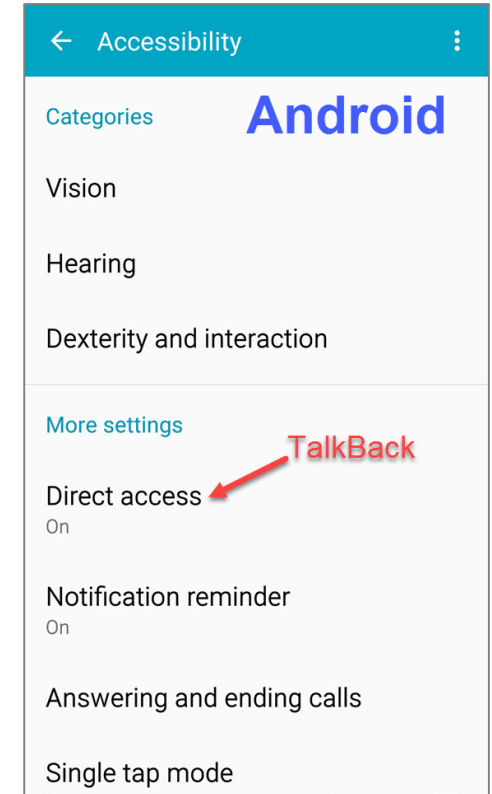 Accessibility
Categories
Android
Vision
Hearing
Dexterity and interaction
More settings
TalkBack
Direct access
On
Notification reminder
On
Answering and ending calls
Single tap mode